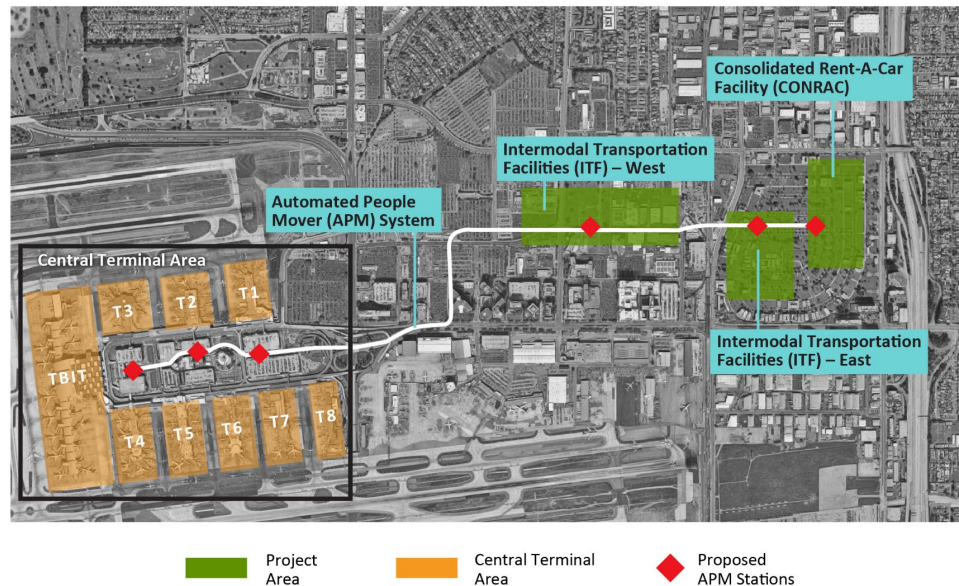 Consolidated Rent-A-Car
Facility (CONRAC)
Intermodal Transportation
Facilities (ITF) – West
Automated People
Mover (APM) System
Central Terminal Area
T3
T2
T1
TBIT
T4
T5
T6
T7
T8
Intermodal Transportation
Facilities (ITF) – East
Project
Area
Central Terminal
Area
Proposed
APM Stations